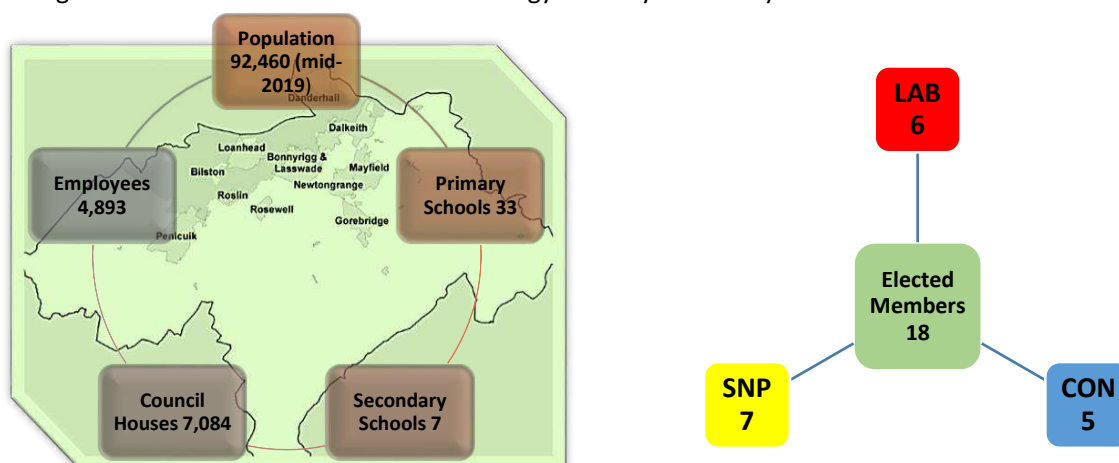 Population
92,460 (mid-
2019)
Danderhall
Dalkeith
Loanhead
Bonnyrigg &
Lasswade
Mayfield
Bilston
Newtongrange
Roslin
Rosewell
Gorebridge
Penicuik
Employees
4,893
Primary
Schools 33
Council
Houses 7,084
Secondary
Schools 7
LAB
6
Elected
Members
18
SNP
7
CON
5